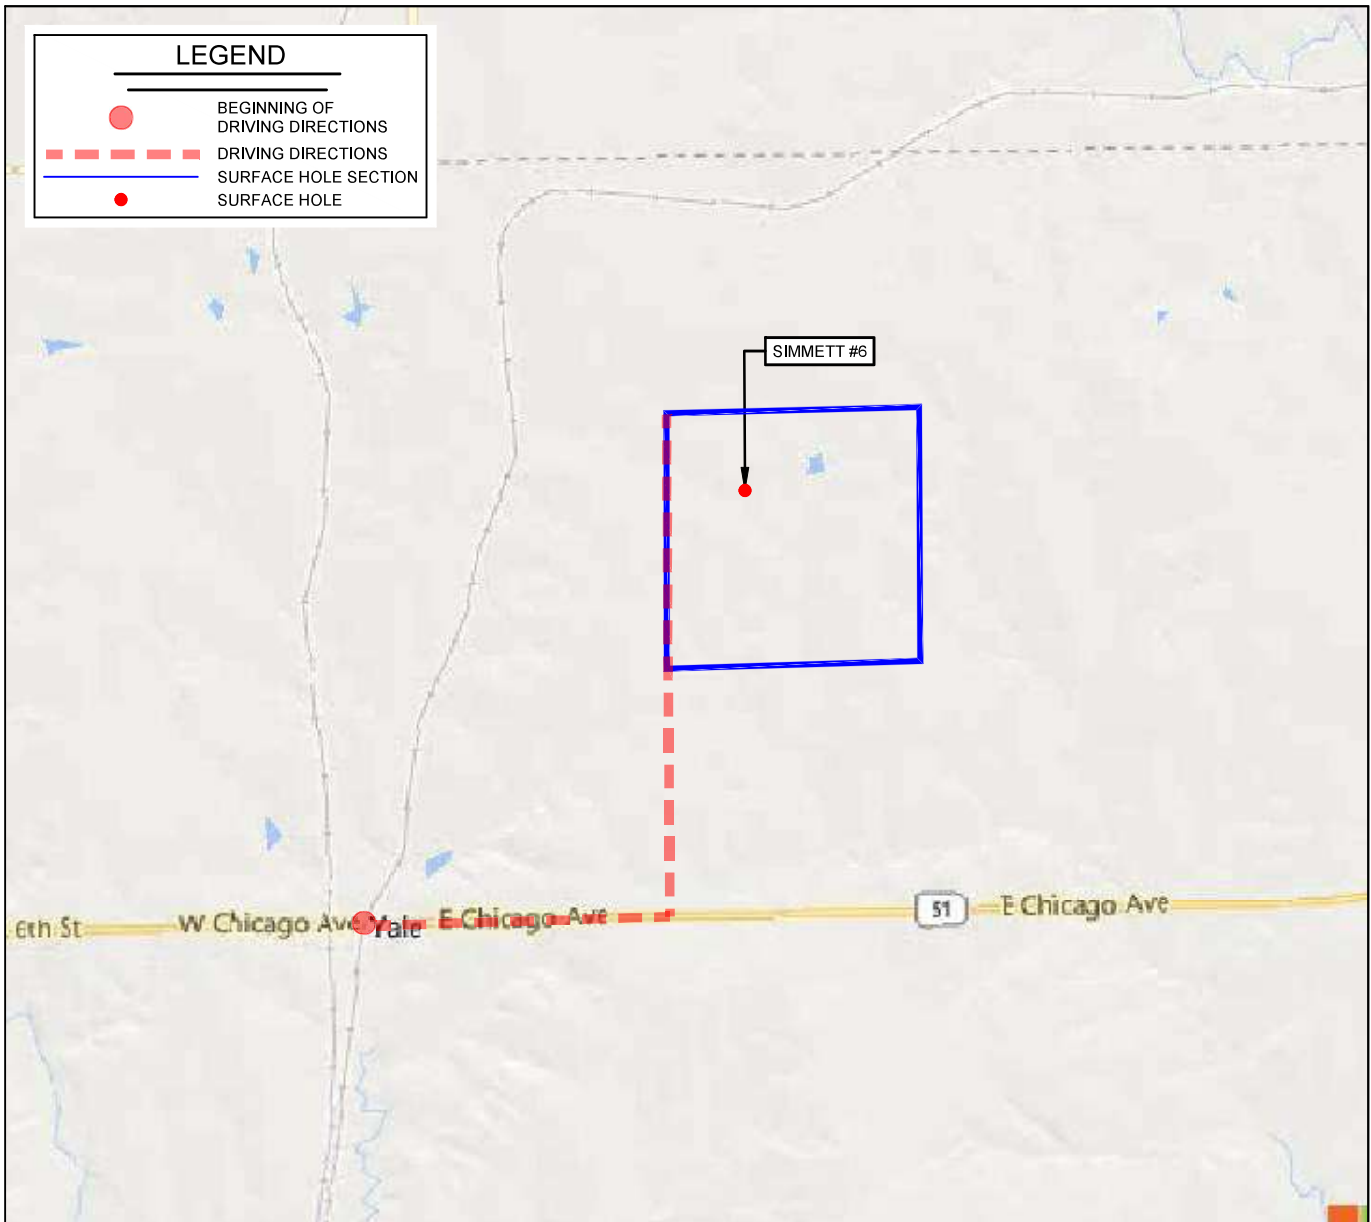 LEGEND
BEGINNING OF
DRIVING DIRECTIONS
DRIVING DIRECTIONS
SURFACE HOLE SECTION
SURFACE HOLE
SIMMETT #6
6th St
W Chicago Ave
Yale
E Chicago Ave
51
E Chicago Ave